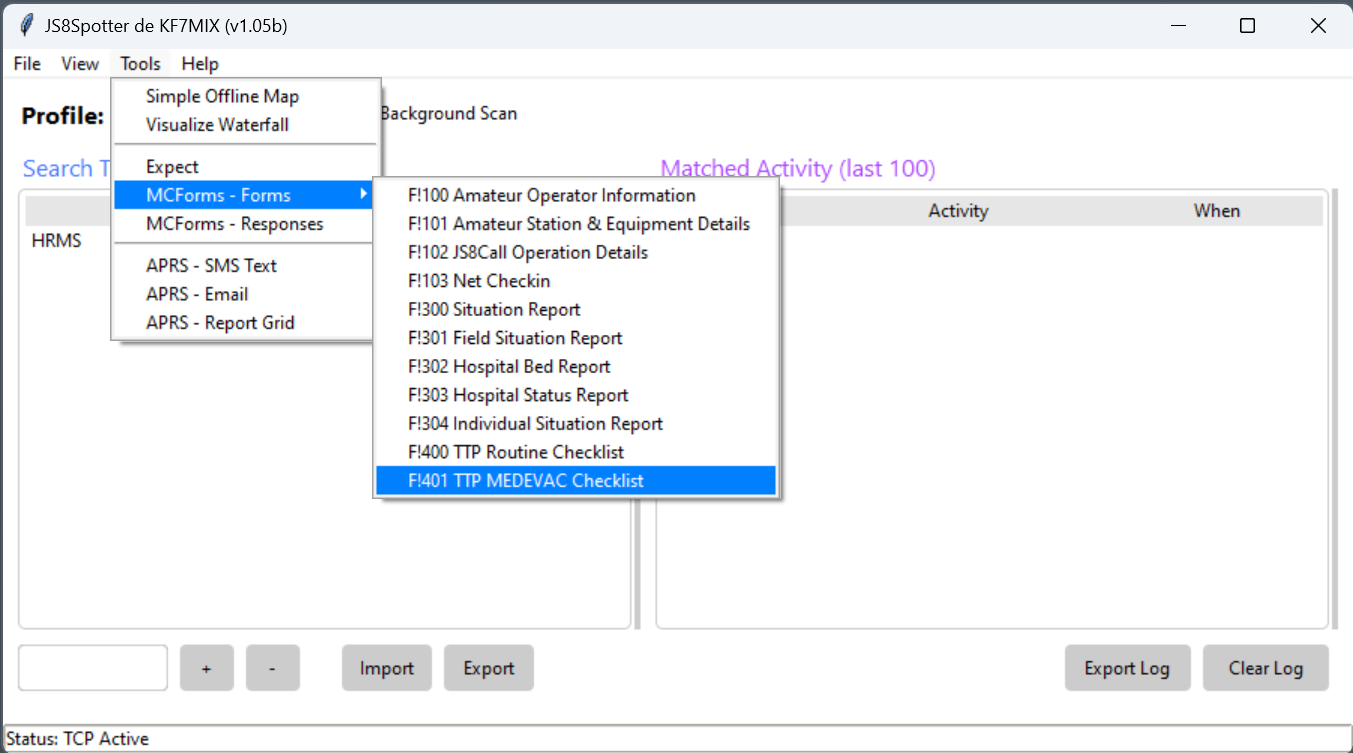 JS8Spotter de KF7MIX (v1.05b)
File View Tools Help
Profile:
Background Scan
Simple Offline Map
Visualize Waterfall
Expect
MCForms - Forms
MCForms - Responses
APRS - SMS Text
APRS - Email
APRS - Report Grid
F!100 Amateur Operator Information
F!101 Amateur Station & Equipment Details
F!102 JS8Call Operation Details
F!103 Net Checkin
F!300 Situation Report
F!301 Field Situation Report
F!302 Hospital Bed Report
F!303 Hospital Status Report
F!304 Individual Situation Report
F!400 TTP Routine Checklist
F!401 TTP MEDEVAC Checklist
Search T
HRMS
Matched Activity (last 100)
Activity When
+ - Import Export
Export Log Clear Log
Status: TCP Active